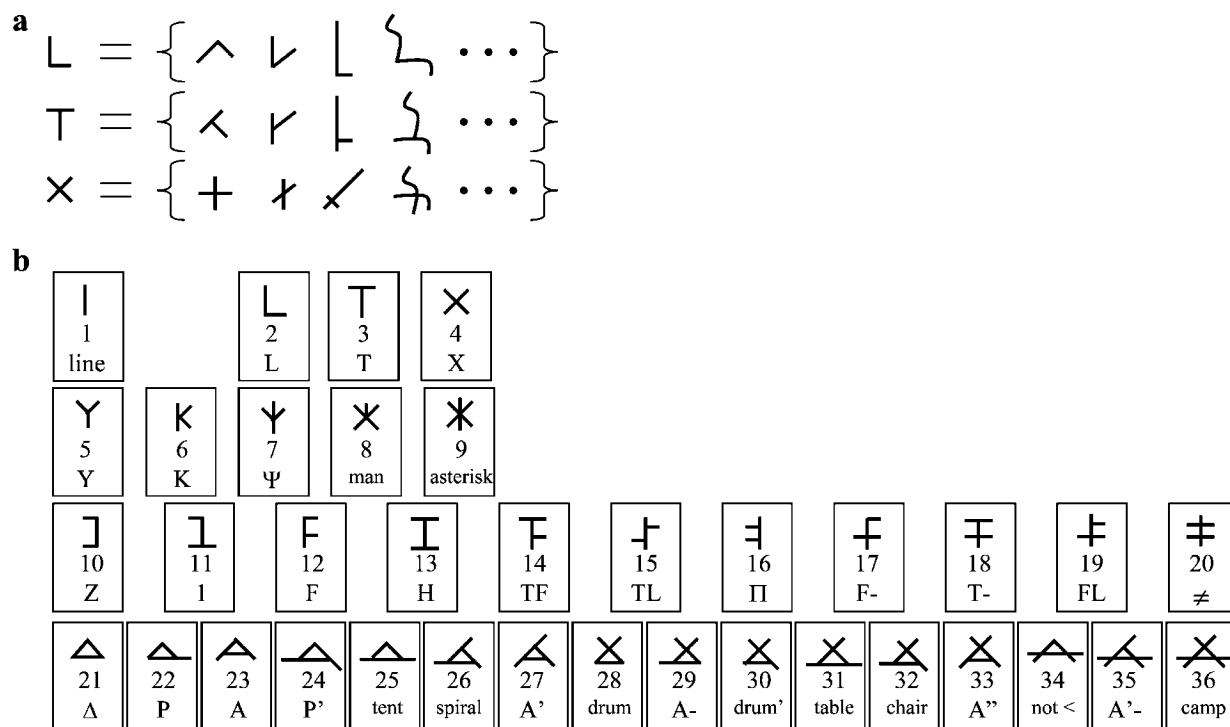 a
L = { • • • }
T = { • • • }
X = { • • • }
b
1 2 3 4
line L T X
5 6 7 8 9
Y K Ψ man asterisk
10 11 12 13 14 15 16 17 18 19 20
Z 1 F H TF TL Π F- T- FL ≠
21 22 23 24 25 26 27 28 29 30 31 32 33 34 35 36
Δ P A P' tent spiral A' drum A- drum' table chair A'' not < A'- camp